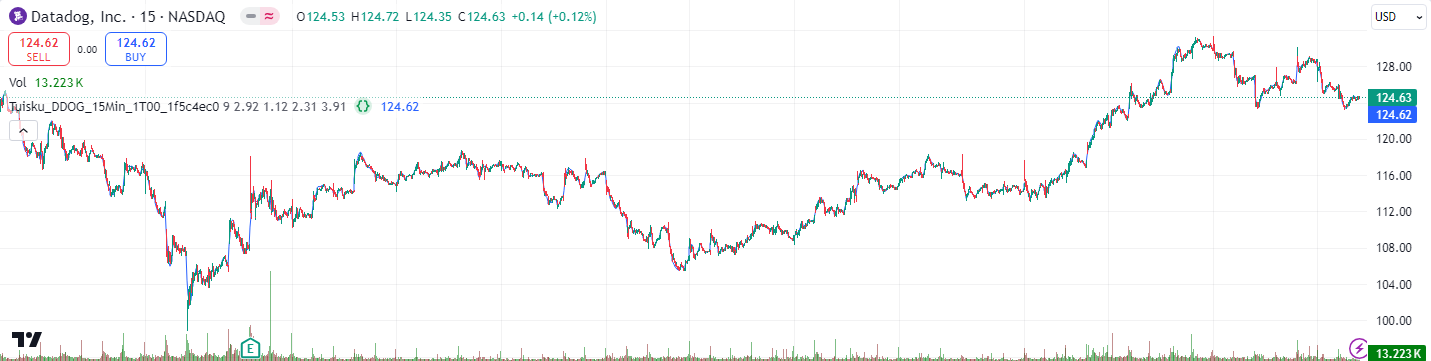 Datadog, Inc. · 15 · NASDAQ O124.53 H124.72 L124.35 C124.63 +0.14 (+0.12%)
USD
124.62 0.00 124.62
SELL BUY
Vol 13.223 K
Tuisku_DDOG_15Min_1T00_1f5c4ec0 9 2.92 1.12 2.31 3.91 {} 124.62
128.00
124.63
124.62
120.00
116.00
112.00
108.00
104.00
100.00
E
13.223 K